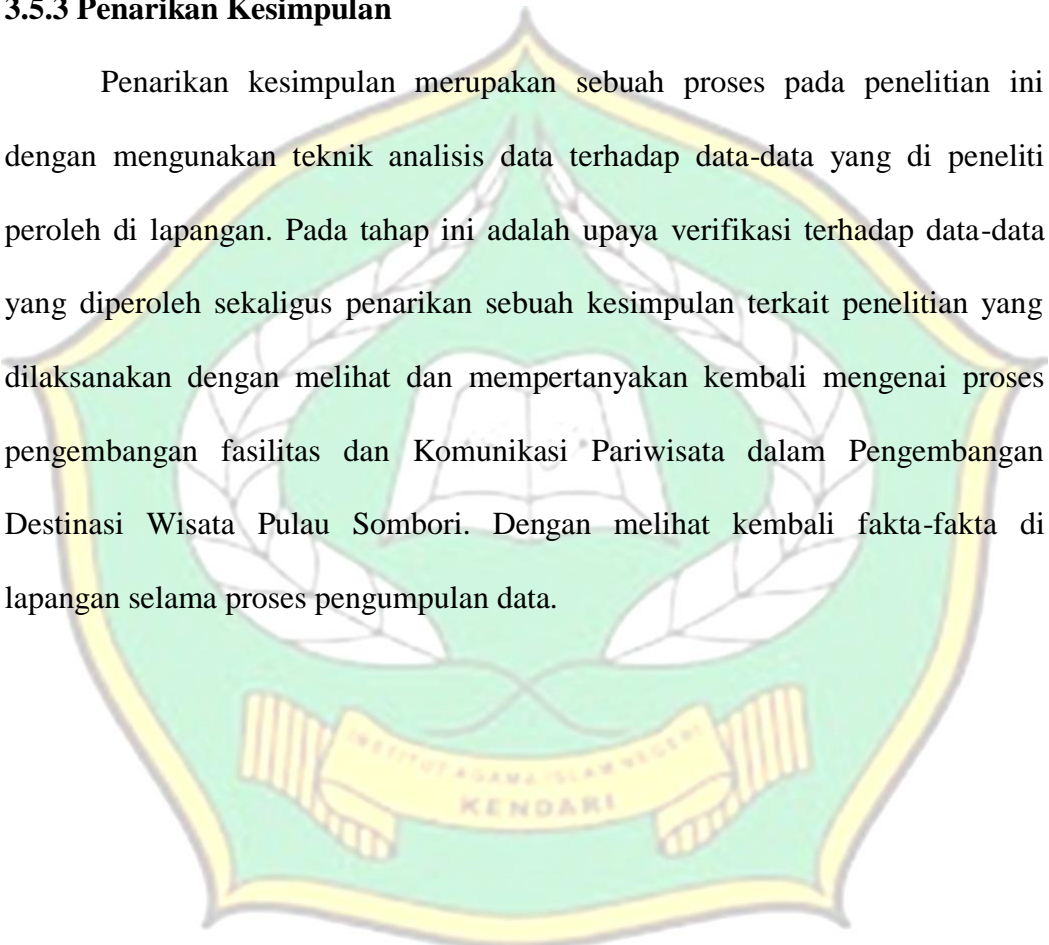 3.5.3 Penarikan Kesimpulan
Penarikan kesimpulan merupakan sebuah proses pada penelitian ini
dengan mengunakan teknik analisis data terhadap data-data yang di peneliti
peroleh di lapangan. Pada tahap ini adalah upaya verifikasi terhadap data-data
yang diperoleh sekaligus penarikan sebuah kesimpulan terkait penelitian yang
dilaksanakan dengan melihat dan mempertanyakan kembali mengenai proses
pengembangan fasilitas dan Komunikasi Pariwisata dalam Pengembangan
Destinasi Wisata Pulau Sombori. Dengan melihat kembali fakta-fakta di
lapangan selama proses pengumpulan data.
INSTITUT AGAMA ISLAM NEGERI
KENDARI